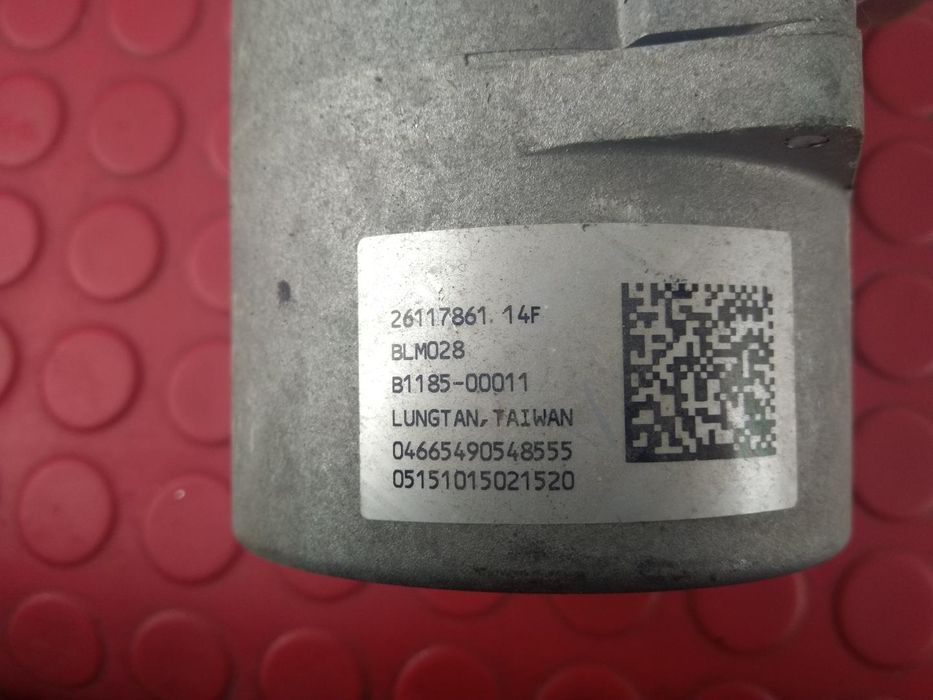 26117861 14F
BLM028
B1185-00011
LUNGTAN, TAIWAN
04665490548555
05151015021520